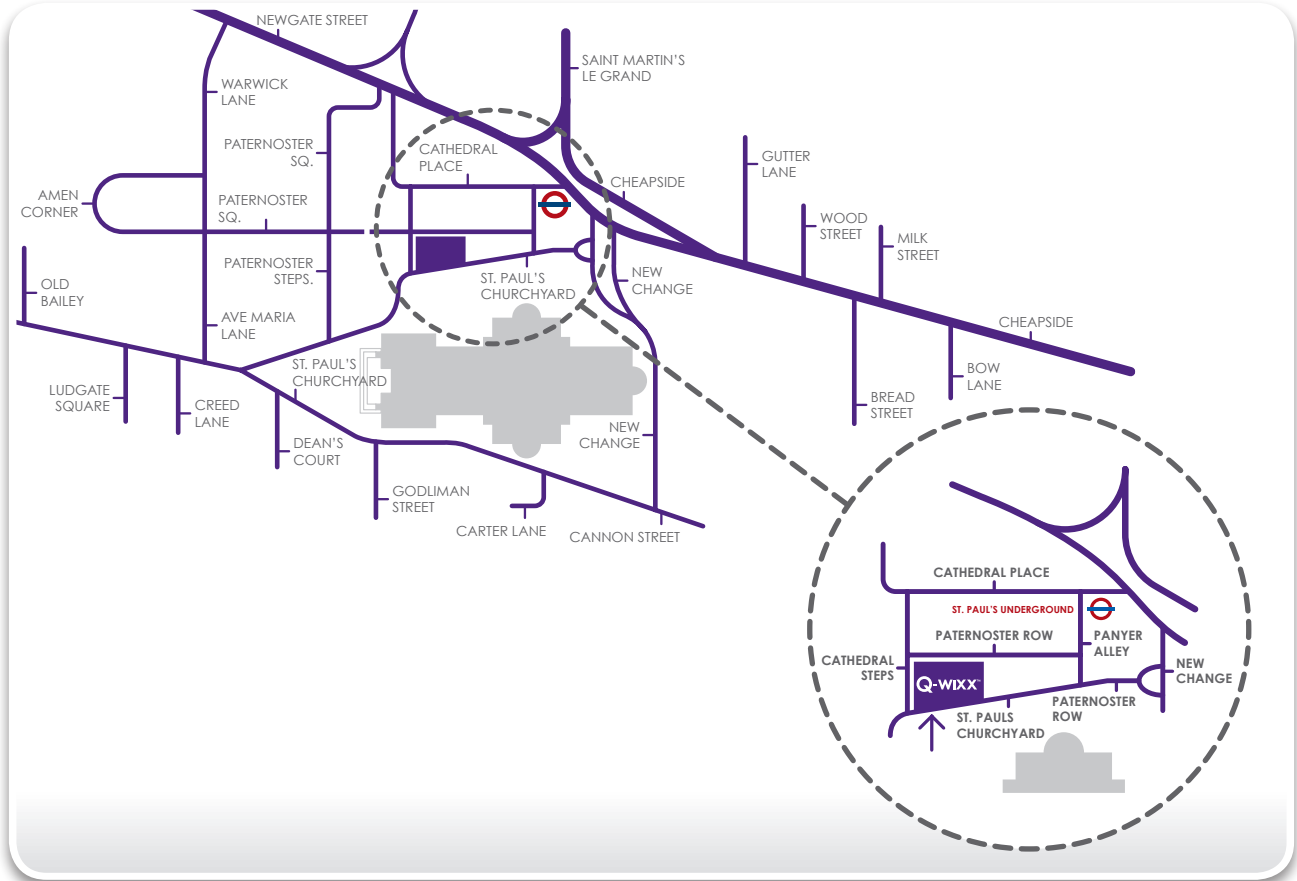 NEWGATE STREET
SAINT MARTIN'S
LE GRAND
WARWICK
LANE
PATERNOSTER
SQ.
CATHEDRAL
PLACE
GUTTER
LANE
CHEAPSIDE
AMEN
CORNER
PATERNOSTER
SQ.
WOOD
STREET
MILK
STREET
PATERNOSTER
STEPS.
ST. PAUL'S
CHURCHYARD
NEW
CHANGE
OLD
BAILEY
AVE MARIA
LANE
CHEAPSIDE
ST. PAUL'S
CHURCHYARD
BOW
LANE
LUDGATE
SQUARE
CREED
LANE
BREAD
STREET
NEW
CHANGE
DEAN'S
COURT
GODLIMAN
STREET
CARTER LANE
CANNON STREET
CATHEDRAL PLACE
ST. PAUL'S UNDERGROUND
PATERNOSTER ROW
PANYER
ALLEY
CATHEDRAL
STEPS
NEW
CHANGE
Q-WIXX™
PATERNOSTER
ROW
ST. PAULS
CHURCHYARD